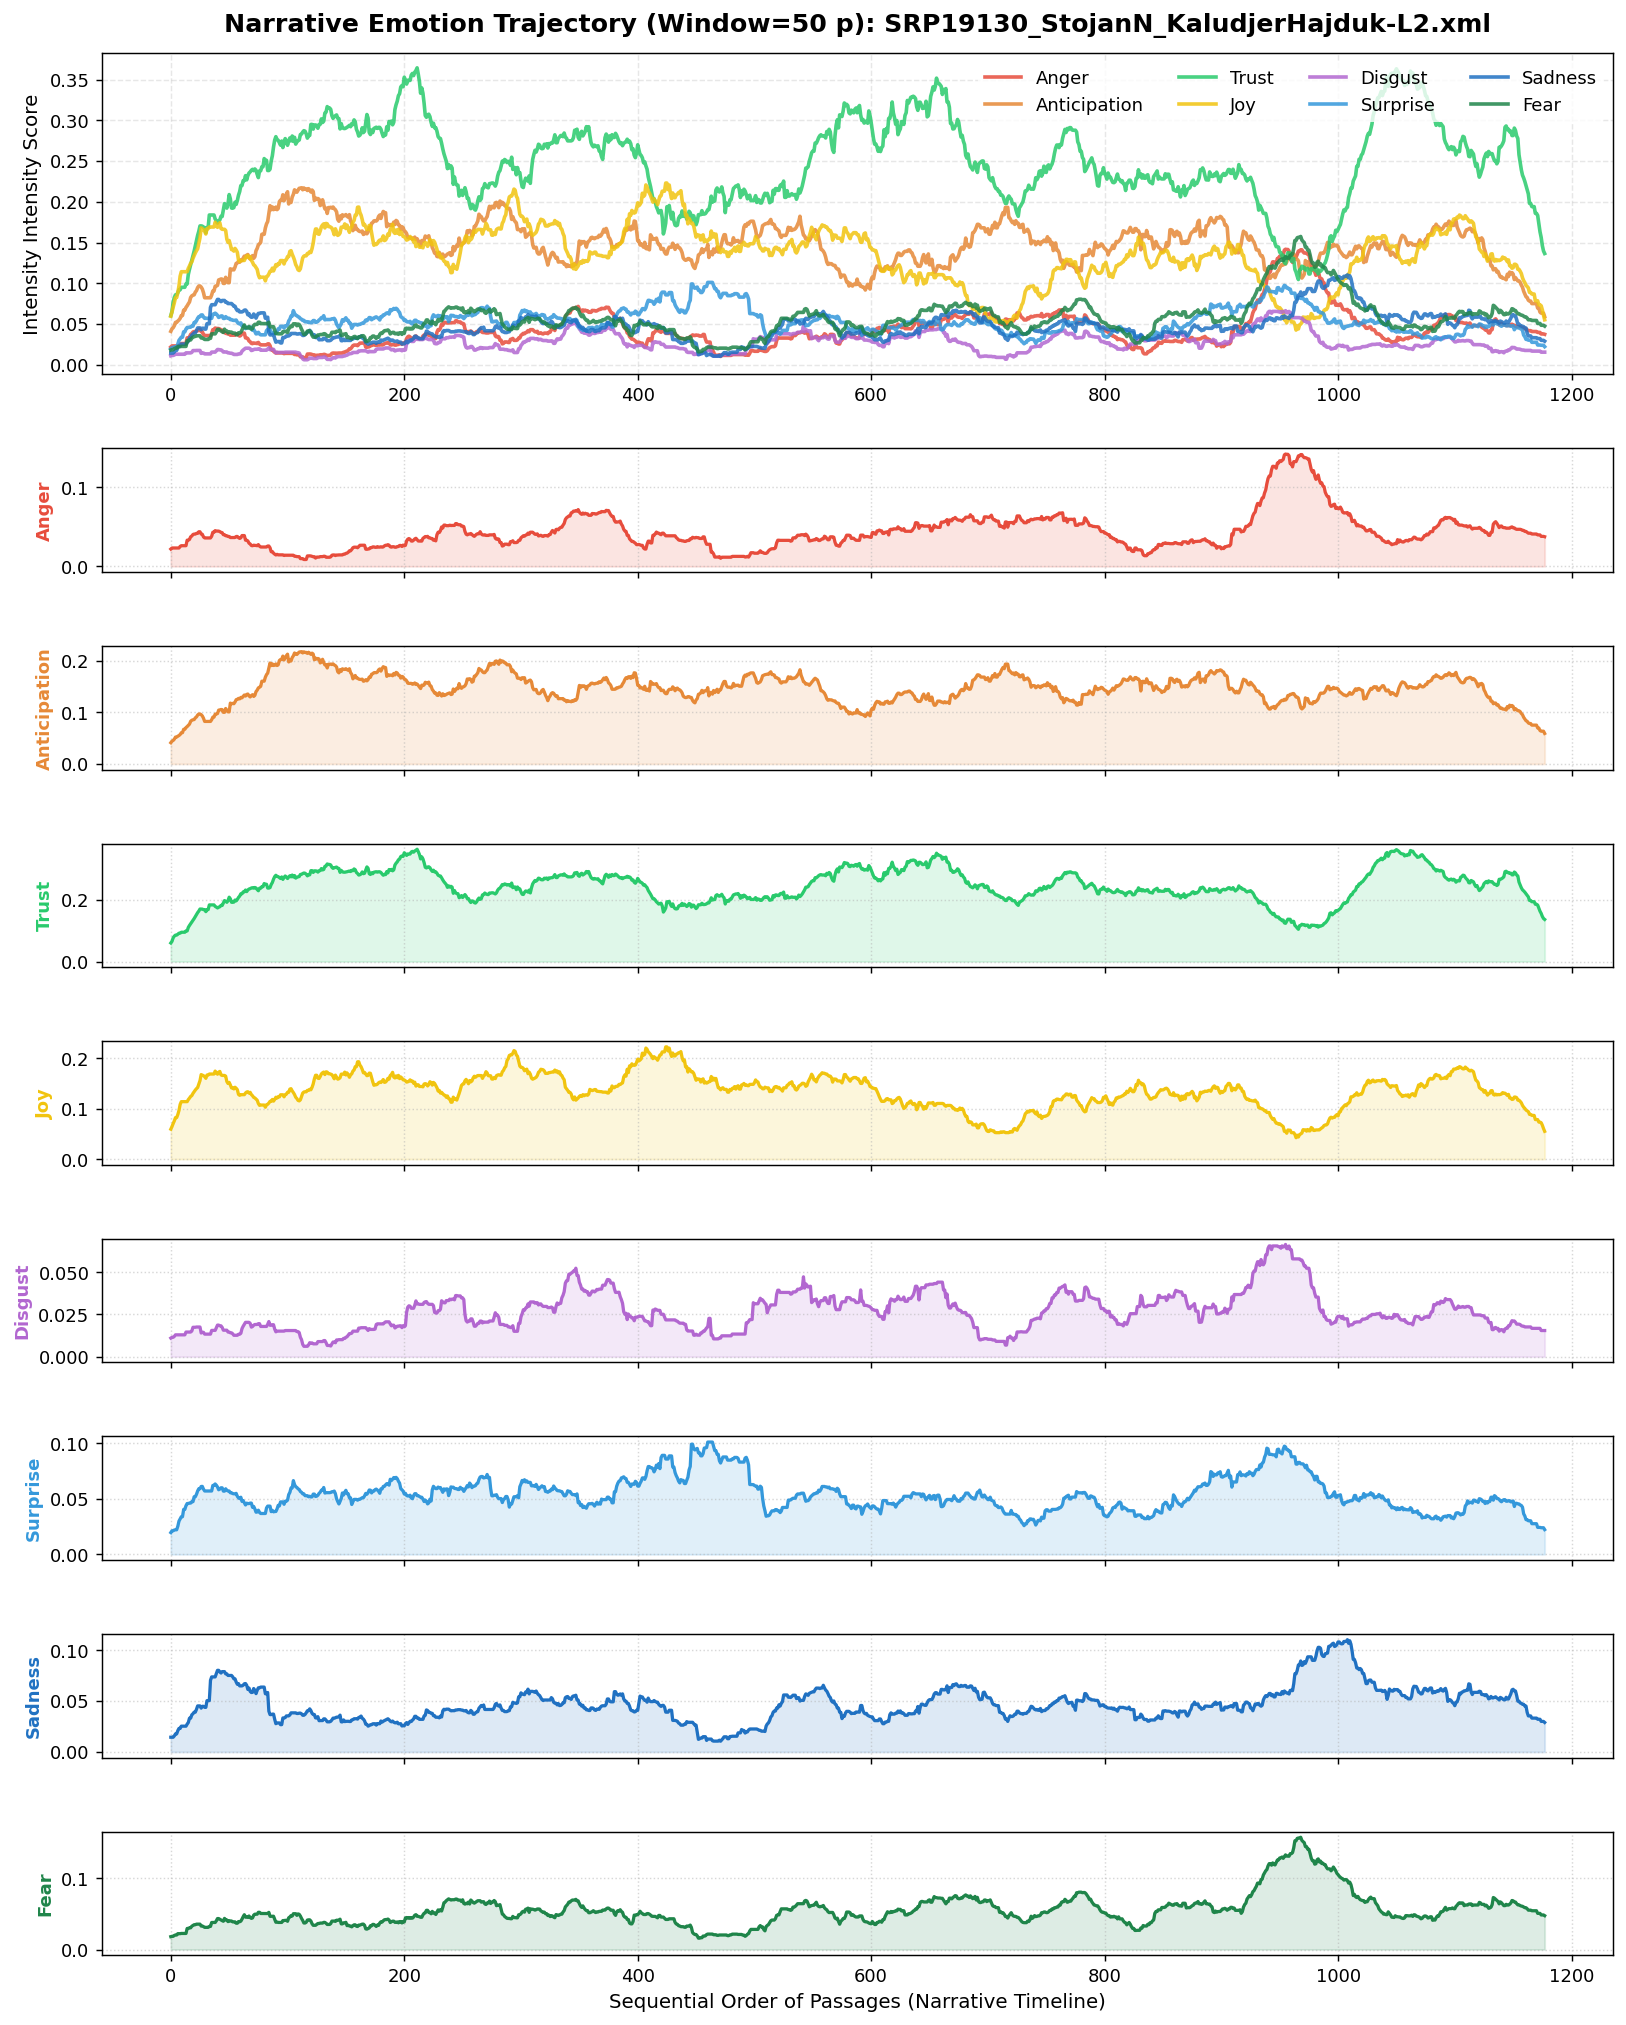 Narrative Emotion Trajectory (Window=50 p): SRP19130_StojanN_KaludjerHajduk-L2.xml
Intensity Intensity Score
0.35
0.30
0.25
0.20
0.15
0.10
0.05
0.00
Anger Trust Disgust Sadness
Anticipation Joy Surprise Fear
0 200 400 600 800 1000 1200
Anger
0.1
0.0
Anticipation
0.2
0.1
0.0
Trust
0.2
0.0
Joy
0.2
0.1
0.0
Disgust
0.050
0.025
0.000
Surprise
0.10
0.05
0.00
Sadness
0.10
0.05
0.00
Fear
0.1
0.0
0 200 400 600 800 1000 1200
Sequential Order of Passages (Narrative Timeline)